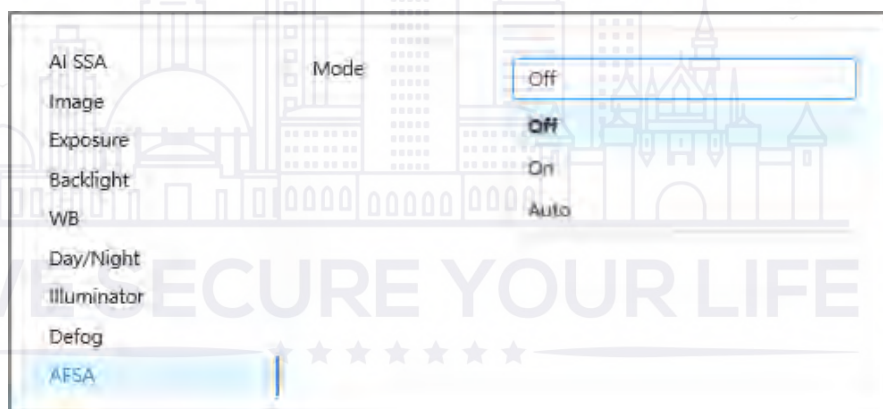 AI SSA
Mode
Off
Image
Off
Exposure
On
Backlight
Auto
WB
Day/Night
Illuminator
Defog
AFSA
VE SECURE YOUR LIFE